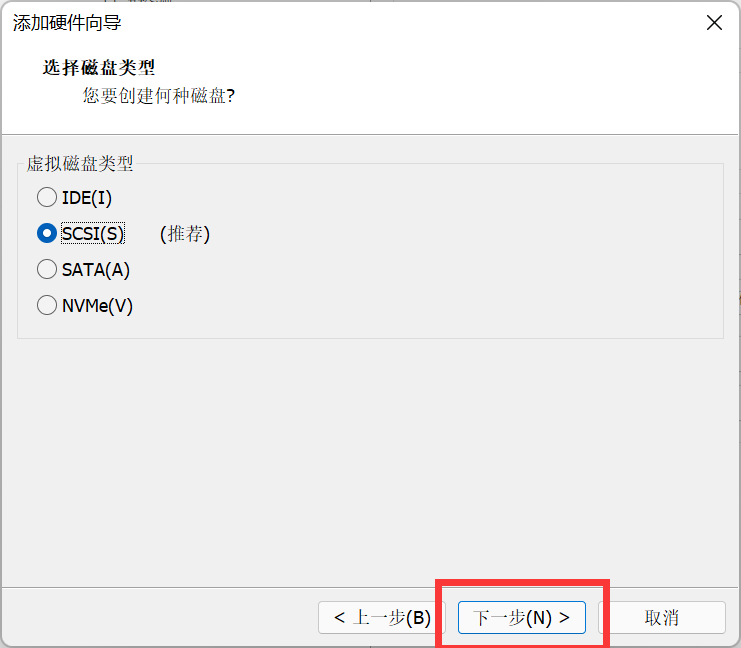 添加硬件向导
选择磁盘类型
您要创建何种磁盘?
虚拟磁盘类型
IDE(I)
SCSI(S) (推荐)
SATA(A)
NVMe(V)
< 上一步(B) 下一步(N) > 取消